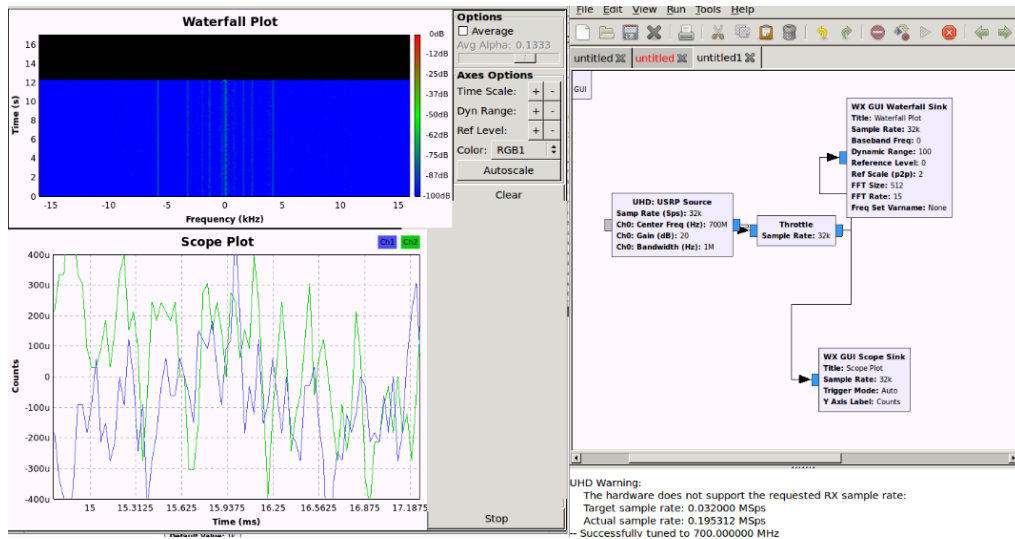 Waterfall Plot
16
14
12
10
8
6
4
2
0
Time (s)
-15
-10
-5
0
5
10
15
Frequency (kHz)
0dB
-12dB
-25dB
-37dB
-50dB
-62dB
-75dB
-87dB
-100dB
Options
Average
Avg Alpha: 0.1333
Axes Options
Time Scale: + -
Dyn Range: + -
Ref Level: + -
Color: RGB1
Autoscale
Clear
Scope Plot
Ch1 Ch2
400u
300u
200u
100u
0
-100u
-200u
-300u
-400u
Counts
15 15.3125 15.625 15.9375 16.25 16.5625 16.875 17.1875
Time (ms)
Stop
File Edit View Run Tools Help
untitled untitled untitled1
GUI
UHD: USRP Source
Samp Rate (Sps): 32k
Ch0: Center Freq (Hz): 700M
Ch0: Gain (dB): 20
Ch0: Bandwidth (Hz): 1M
Throttle
Sample Rate: 32k
WX GUI Waterfall Sink
Title: Waterfall Plot
Sample Rate: 32k
Baseband Freq: 0
Dynamic Range: 100
Reference Level: 0
Ref Scale (p2p): 2
FFT Size: 512
FFT Rate: 15
Freq Set Varname: None
WX GUI Scope Sink
Title: Scope Plot
Sample Rate: 32k
Trigger Mode: Auto
Y Axis Label: Counts
UHD Warning:
The hardware does not support the requested RX sample rate:
Target sample rate: 0.032000 MSps
Actual sample rate: 0.195312 MSps
-- Successfully tuned to 700.000000 MHz
Default Value: 1k